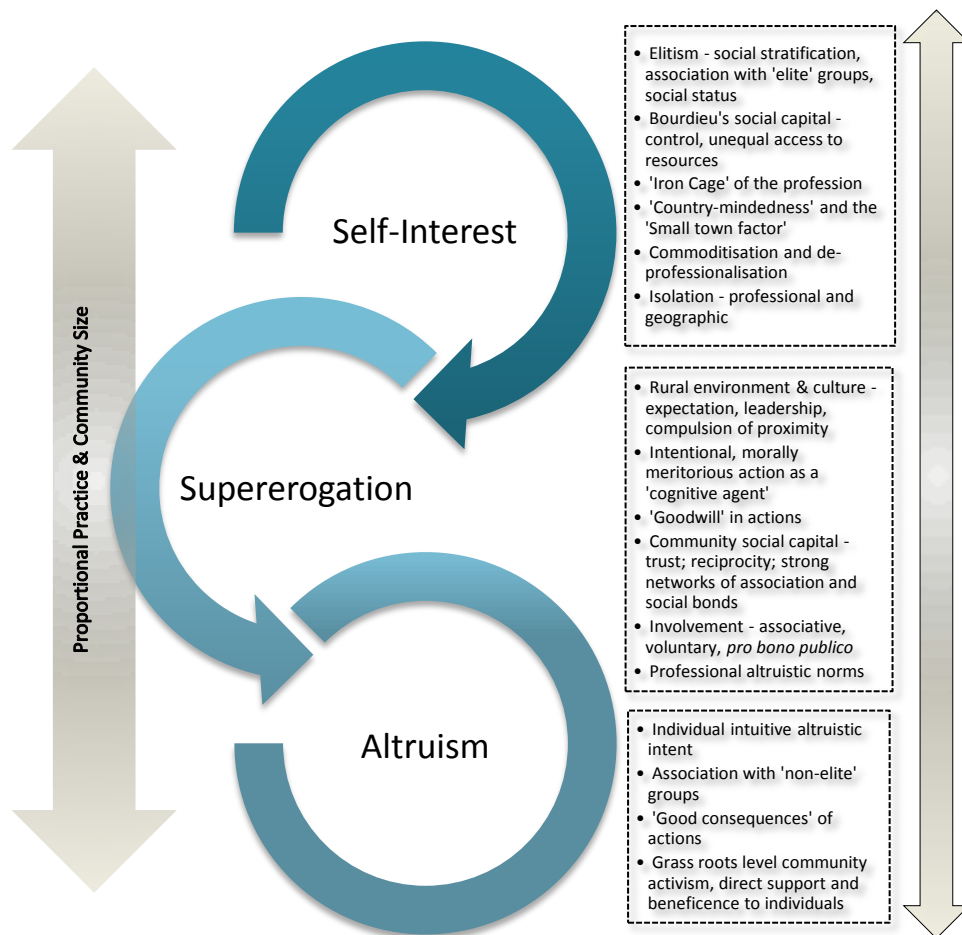 Proportional Practice & Community Size
Self-Interest
Supererogation
Altruism
• Elitism - social stratification,
association with 'elite' groups,
social status
• Bourdieu's social capital -
control, unequal access to
resources
• 'Iron Cage' of the profession
• 'Country-mindedness' and the
'Small town factor'
• Commoditisation and de-
professionalisation
• Isolation - professional and
geographic
• Rural environment & culture -
expectation, leadership,
compulsion of proximity
• Intentional, morally
meritorious action as a
'cognitive agent'
• 'Goodwill' in actions
• Community social capital -
trust; reciprocity; strong
networks of association and
social bonds
• Involvement - associative,
voluntary, pro bono publico
• Professional altruistic norms
• Individual intuitive altruistic
intent
• Association with 'non-elite'
groups
• 'Good consequences' of
actions
• Grass roots level community
activism, direct support and
beneficence to individuals